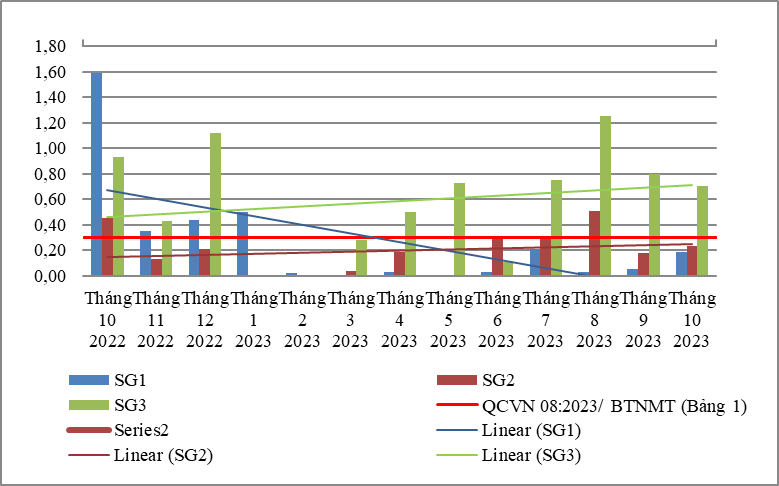 1,80
1,60
1,40
1,20
1,00
0,80
0,60
0,40
0,20
0,00
Tháng Tháng Tháng Tháng Tháng Tháng Tháng Tháng Tháng Tháng Tháng Tháng Tháng
10 11 12 1 2 3 4 5 6 7 8 9 10
2022 2022 2022 2023 2023 2023 2023 2023 2023 2023 2023 2023 2023
SG1 SG2
SG3 QCVN 08:2023/ BTNMT (Bảng 1)
Series2 Linear (SG1)
Linear (SG2) Linear (SG3)